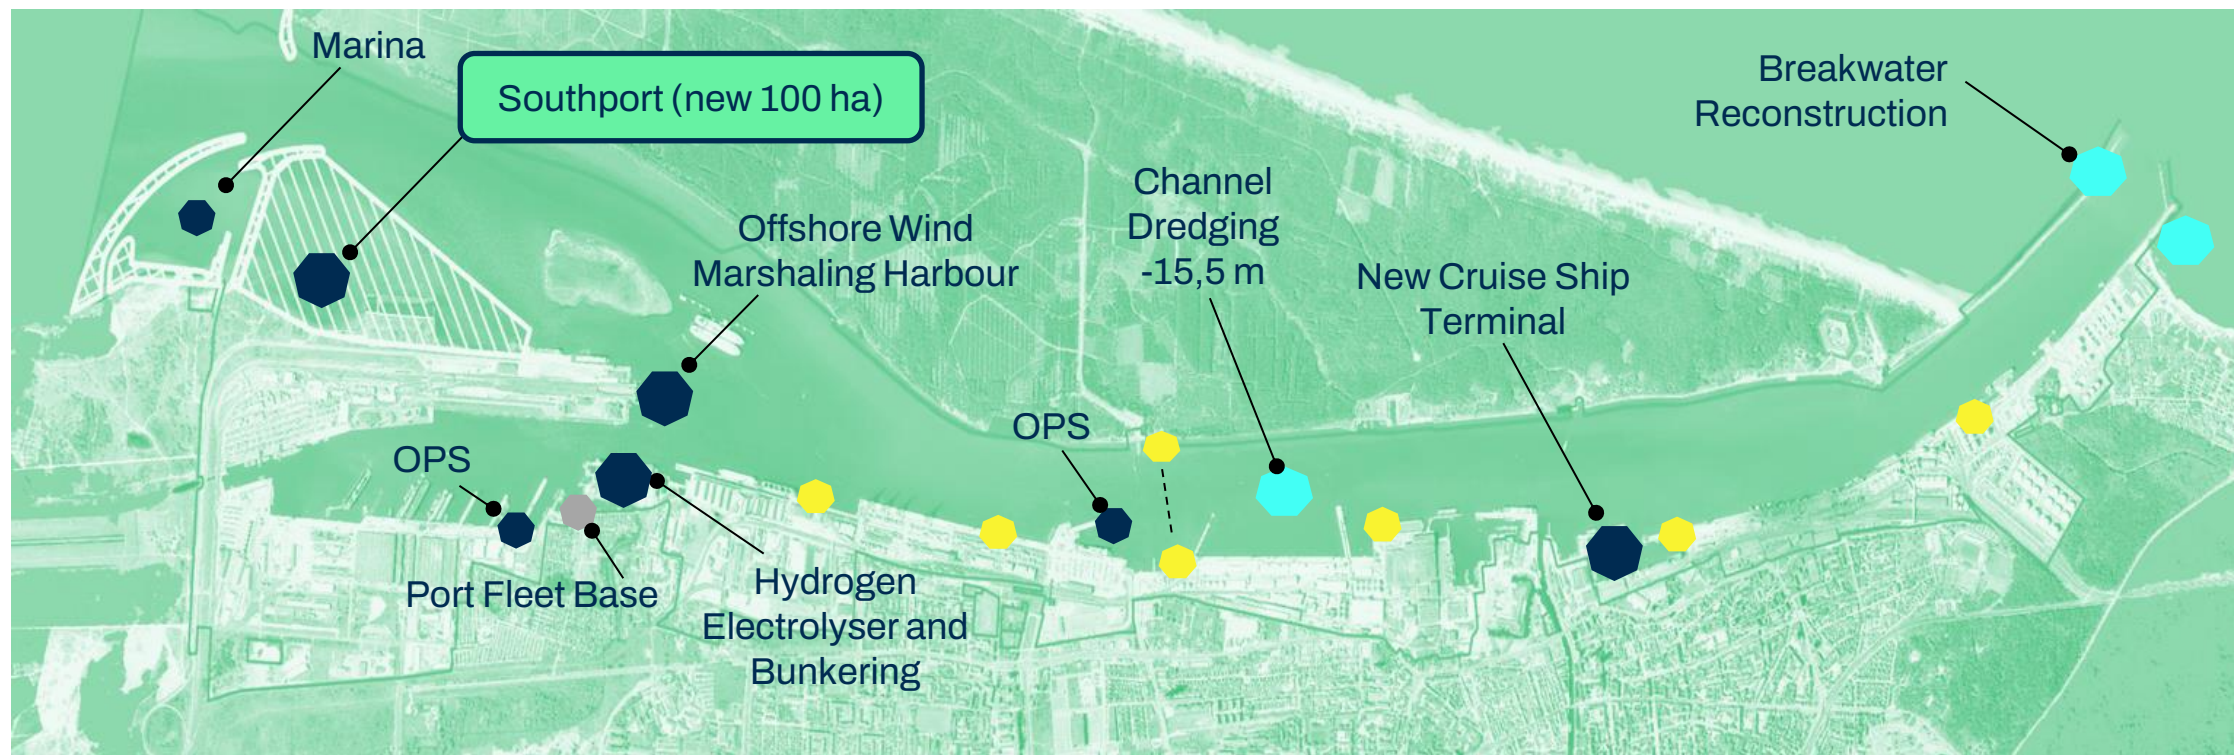 Marina
Southport (new 100 ha)
Breakwater
Reconstruction
Channel
Dredging
-15,5 m
Offshore Wind
Marshaling Harbour
New Cruise Ship
Terminal
OPS
OPS
Port Fleet Base
Hydrogen
Electrolyser and
Bunkering